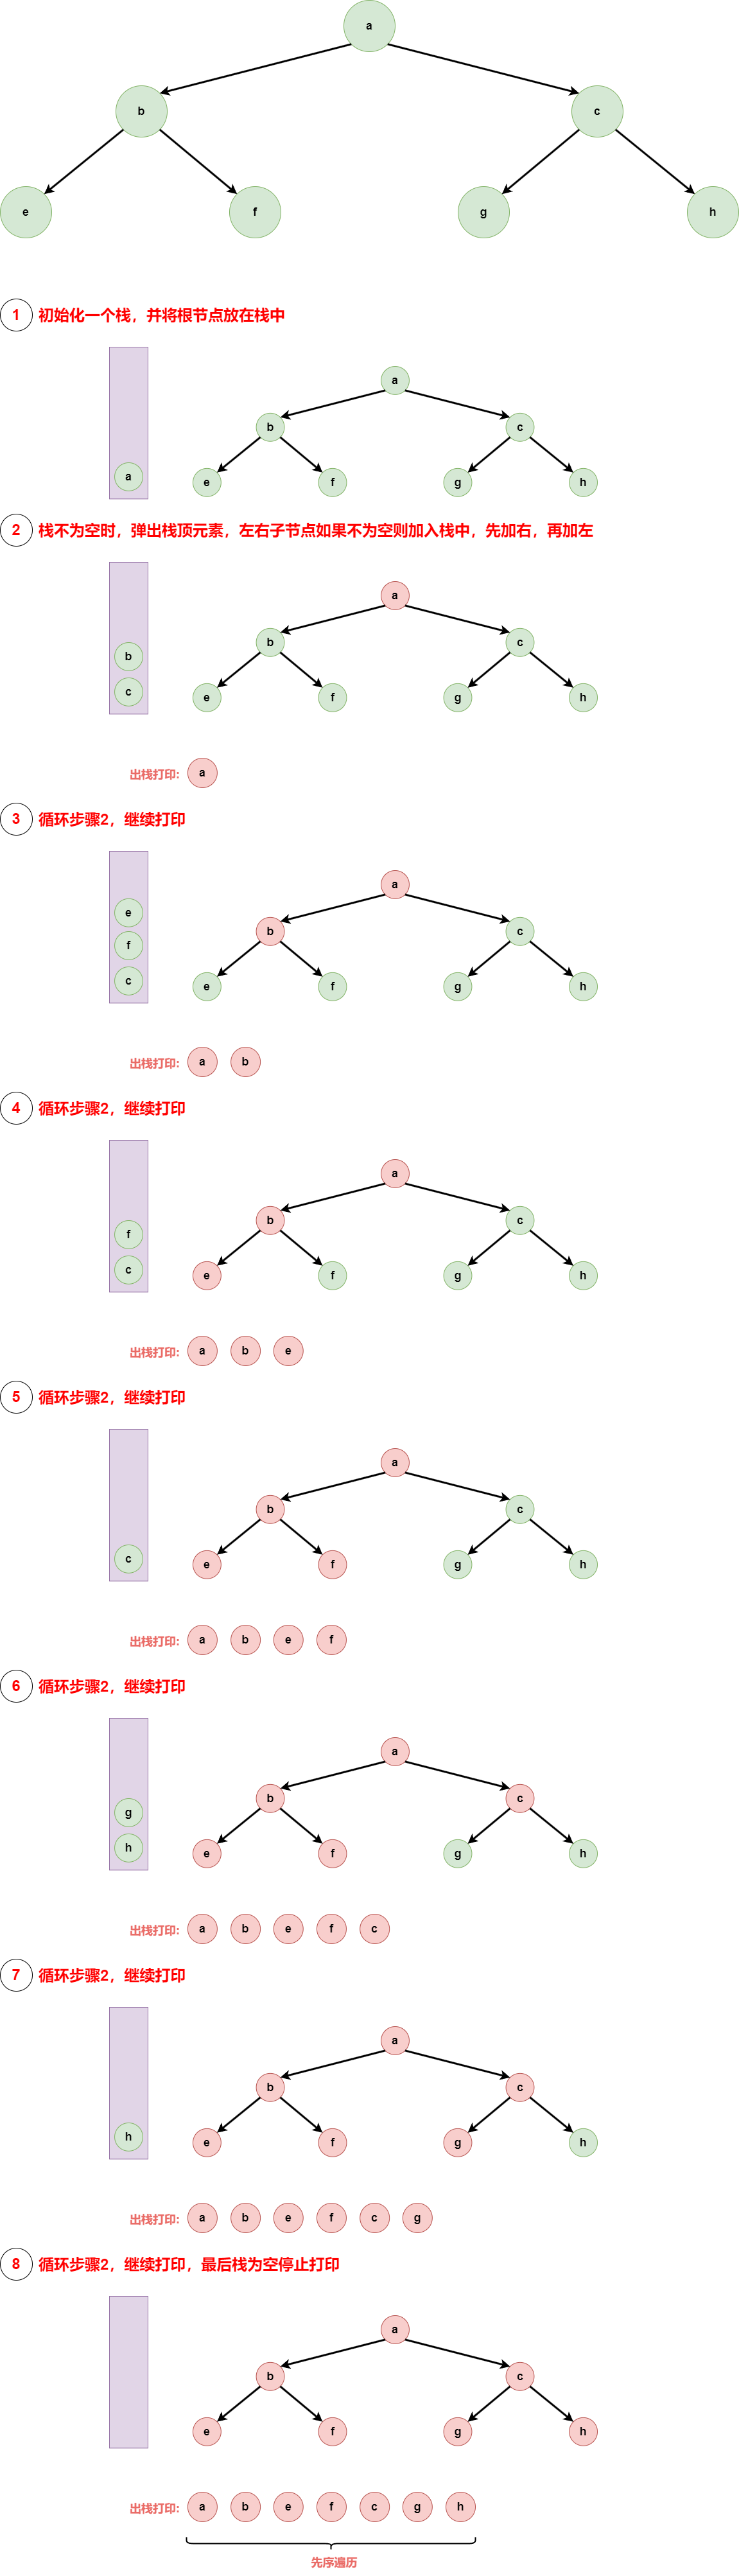 a
b c
e f g h
1 初始化一个栈，并将根节点放在栈中
a
b c
a e f g h
2 栈不为空时，弹出栈顶元素，左右子节点如果不为空则加入栈中，先加右，再加左
a
b b c
c e f g h
出栈打印: a
3 循环步骤2，继续打印
a
e b c
f
c e f g h
出栈打印: a b
4 循环步骤2，继续打印
a
f b c
c e f g h
出栈打印: a b e
5 循环步骤2，继续打印
a
b c
c e f g h
出栈打印: a b e f
6 循环步骤2，继续打印
a
g b c
h e f g h
出栈打印: a b e f c
7 循环步骤2，继续打印
a
b c
h e f g h
出栈打印: a b e f c g
8 循环步骤2，继续打印，最后栈为空停止打印
a
b c
e f g h
出栈打印: a b e f c g h
先序遍历